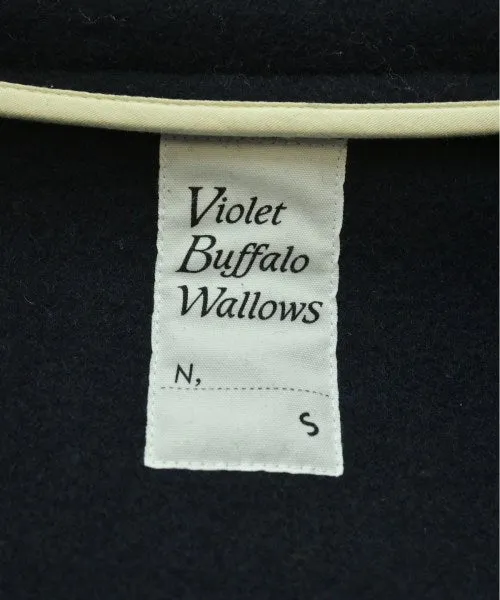 Violet
Buffalo
Wallows
N,
S